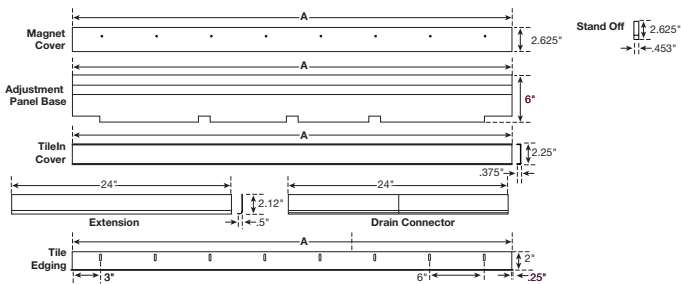 A
Magnet
Cover
2.625"
Stand Off
2.625"
.453"
A
Adjustment
Panel Base
6"
A
TileIn
Cover
2.25"
.375"
24"
24"
2.12"
.5"
Extension
Drain Connector
A
Tile
Edging
2"
3"
6"
.25"